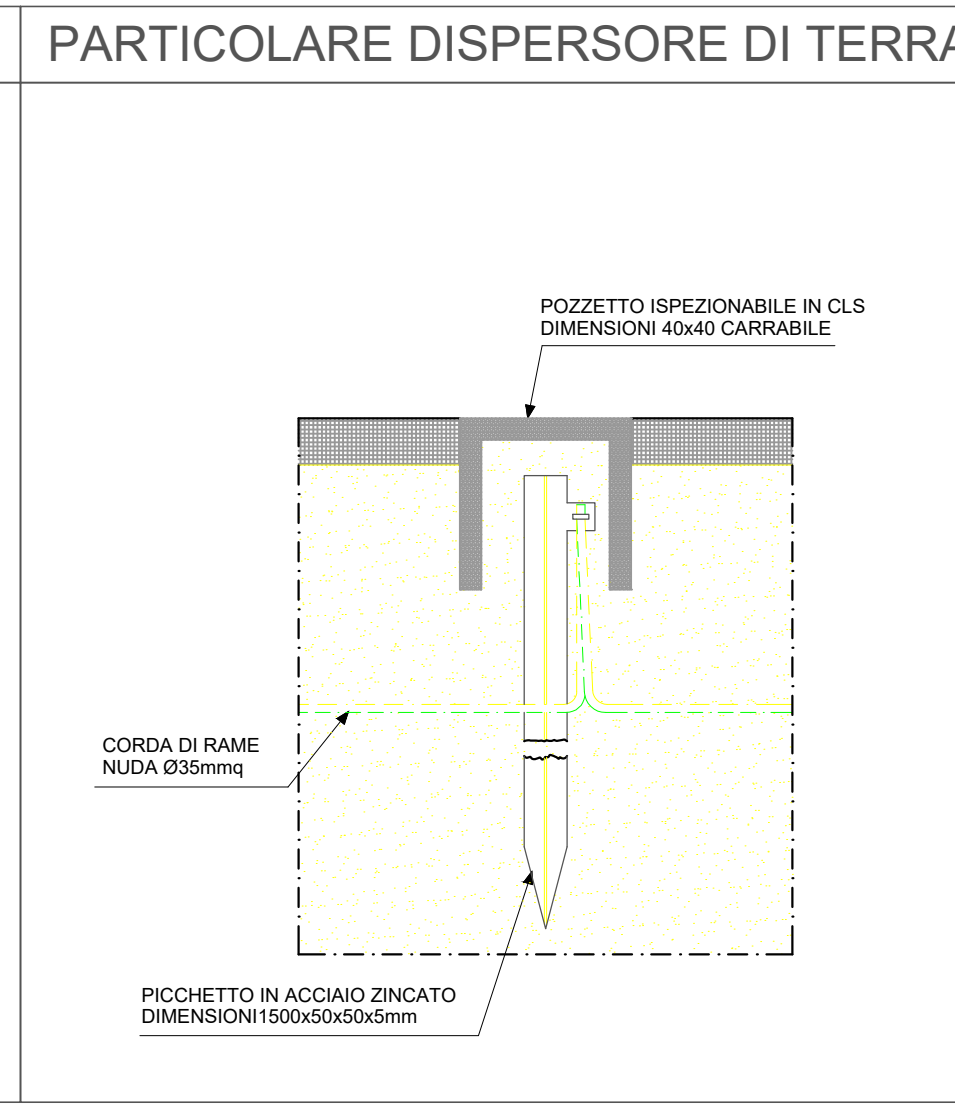 PARTICOLARE DISPERSORE DI TERRA
POZZETTO ISPEZIONABILE IN CLS
DIMENSIONI 40x40 CARRABILE
CORDA DI RAME
NUDA Ø35mmq
PICCHETTO IN ACCIAIO ZINCATO
DIMENSIONI1500x50x50x5mm